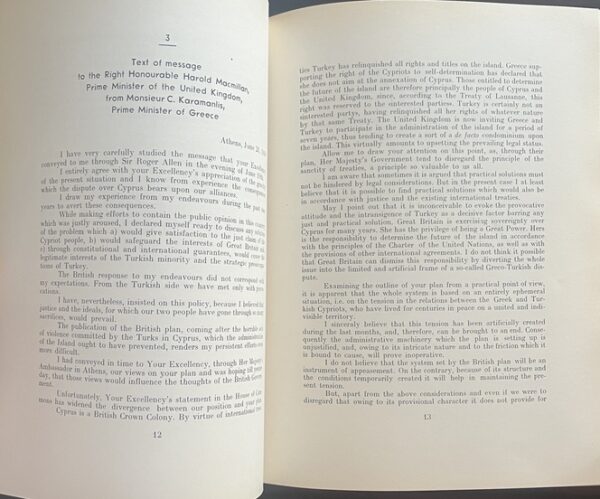 3
Text of message
to the Right Honourable Harold Macmillan,
Prime Minister of the United Kingdom,
from Monsieur C. Karamanlis,
Prime Minister of Greece
Athens, June 2
I have very carefully studied the message that your
conveyed to me through Sir Roger Allen in the evening of June
I entirely agree with your Excellency's appreciation of the
of the present situation and I know from experience the
which the dispute over Cyprus bears upon our alliances.
I draw my experience from my endeavours during the past
years to avert these consequences.
While making efforts to contain the public opinion in this
which was justly aroused, I declared myself ready to discuss any
of the problem which a) would give satisfaction to the just
Cypriot people, b) would safeguard the interests of Great Britain
c) through constitutional and international guarantees, would
legitimate interests of the Turkish minority and the strategic
tions of Turkey.
The British response to my endeavours did not correspond
my expectations. From the Turkish side we have met only with
cations.
I have, nevertheless, insisted on this policy, because I believed
justice and the ideals, for which our two people have gone through
sacrifices, would prevail.
The publication of the British plan, coming after the horrible
of violence committed by the Turks in Cyprus, which the
of the Island ought to have prevented, renders my persistent
more difficult.
I had conveyed in time to Your Excellency, through Her Majesty's
Ambassador in Athens, our views on your plan and was hoping till
day, that those views would influence the thoughts of the British
ment.
Unfortunately, Your Excellency's statement in the House of
mons has widened the divergence between our position and your
Cyprus is a British Crown Colony. By virtue of international
12
ties Turkey has relinquished all rights and titles on the island. Greece sup-
porting the right of the Cypriots to self-determination has declared that
she does not aim at the annexation of Cyprus. Those entitled to determine
the future of the island are therefore principally the people of Cyprus and
the United Kingdom, since, according to the Treaty of Lausanne, this
right was reserved to the unterested parties. Turkey is certainly not an
uinterested partys, having relinquished all her rights of whatever nature
by that same Treaty. The United Kingdom is now inviting Greece and
Turkey to participate in the administration of the island for a period of
seven years, thus tending to create a sort of a de facto condominium upon
the island. This virtually amounts to upsetting the prevailing legal status.
Allow me to draw your attention on this point, as, through their
plan, Her Majesty's Government tend to disregard the principle of the
sanctity of treaties, a principle so valuable to us all.
I am aware that sometimes it is argued that practical solutions must
not be hindered by legal considerations. But in the present case I at least
believe that it is possible to find practical solutions which would also be
in accordance with justice and the existing international treaties.
May I point out that it is inconceivable to evoke the provocative
attitude and the intransigence of Turkey as a decisive factor barring any
just and practical solution. Great Britain is exercising sovereignty over
Cyprus for many years. She has the privilege of being a Great Power. Hers
is the responsibility to determine the future of the island in accordance
with the principles of the Charter of the United Nations, as well as with
the provisions of other international agreements. I do not think it possible
that Great Britain can dismiss this responsibility by diverting the whole
issue into the limited and artificial frame of a so-called Greco-Turkish dis-
pute.
Examining the outline of your plan from a practical point of view,
it is apparent that the whole system is based on an entirely ephemeral
situation, i.e. on the tension in the relations between the Greek and Tur-
kish Cypriots, who have lived for centuries in peace on a united and indi-
visible territory.
I sincerely believe that this tension has been artificially created
during the last months, and, therefore, can be brought to an end. Conse-
quently the administrative machinery which the plan is setting up is
unjustified, and, owing to its intricate nature and to the friction which it
is bound to cause, will prove inoperative.
I do not believe that the system set by the British plan will be an
instrument of appeasement. On the contrary, because of its structure and
the conditions temporarily created it will help in maintaining the pre-
sent tension.
But, apart from the above considerations and even if we were to
disregard that owing to its provisional character it does not provide for
13